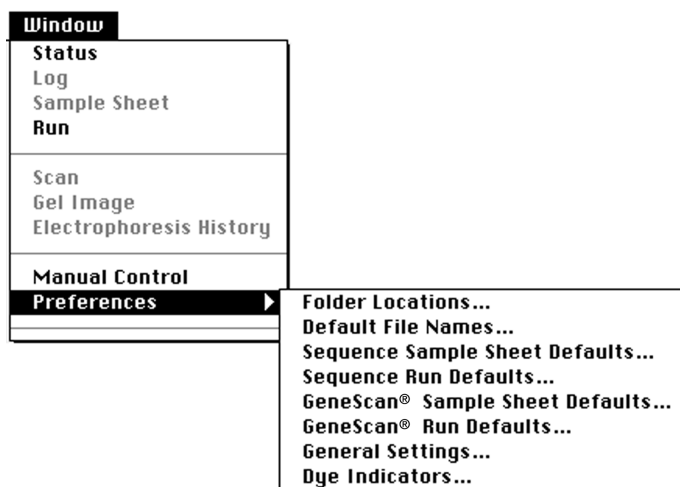 Window
Status
Log
Sample Sheet
Run
Scan
Gel Image
Electrophoresis History
Manual Control
Preferences
Folder Locations...
Default File Names...
Sequence Sample Sheet Defaults...
Sequence Run Defaults...
GeneScan® Sample Sheet Defaults...
GeneScan® Run Defaults...
General Settings...
Dye Indicators...